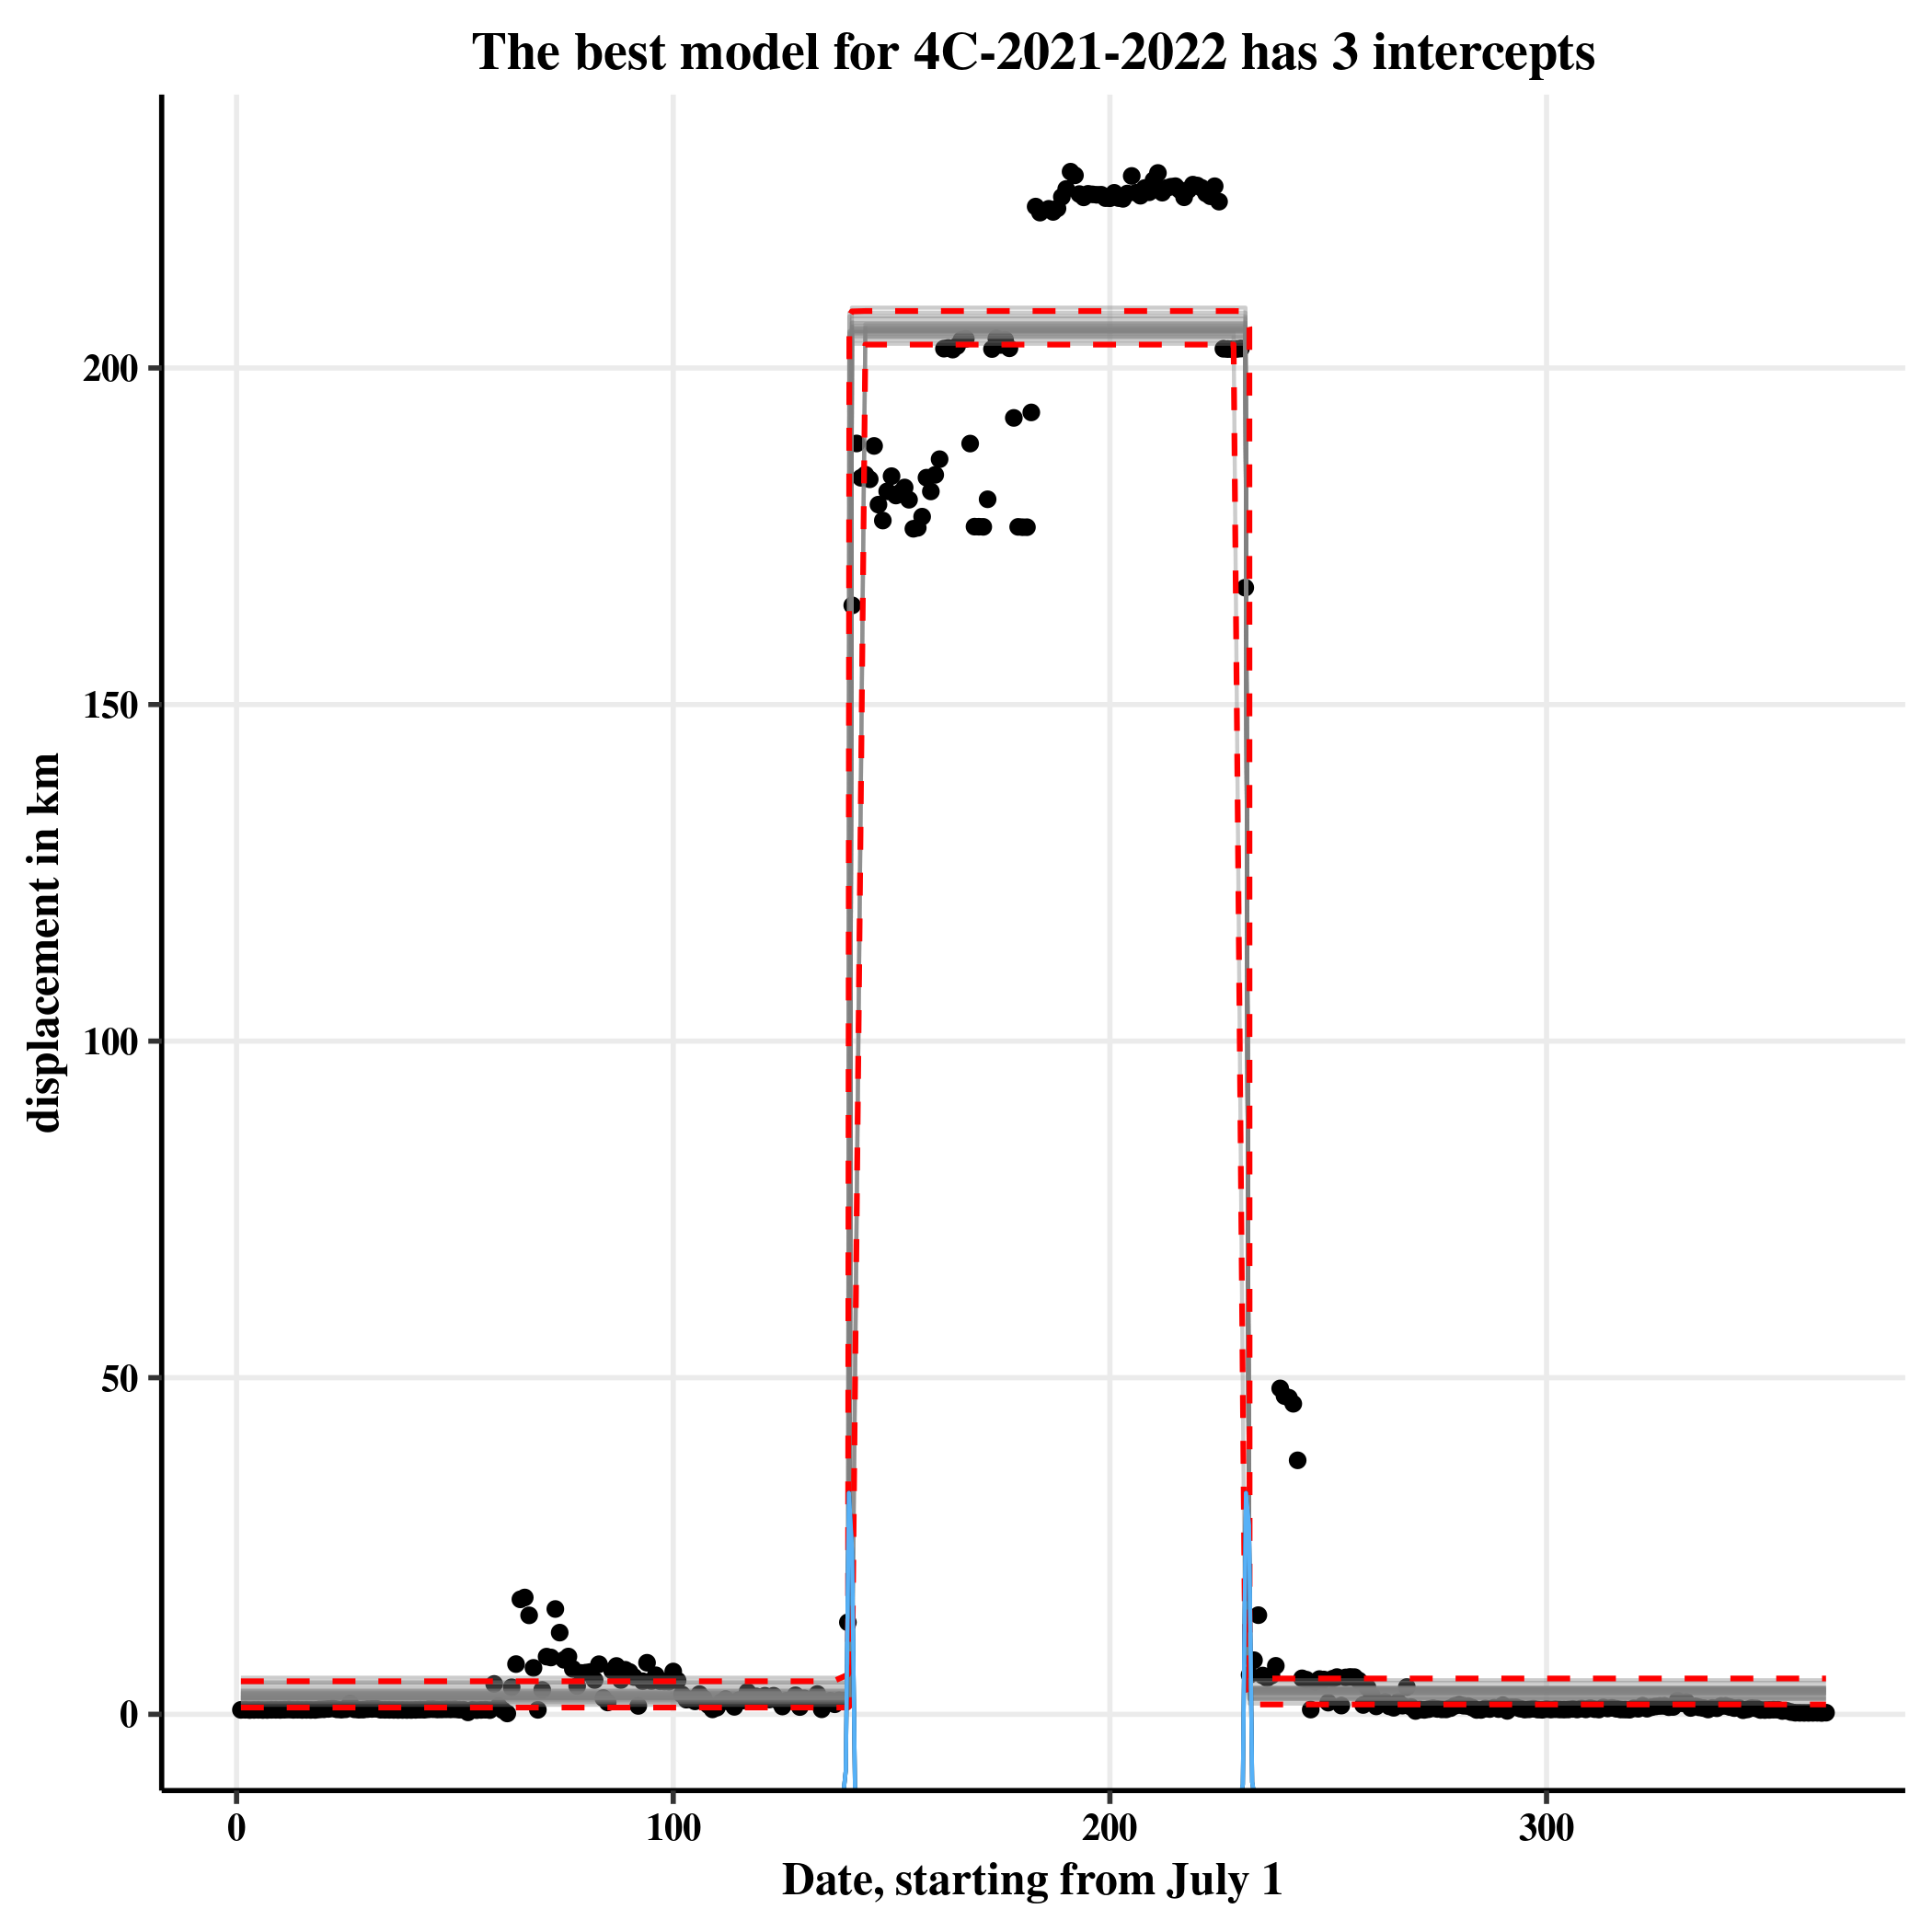 The best model for 4C-2021-2022 has 3 intercepts
displacement in km
200
150
100
50
0
0 100 200 300
Date, starting from July 1